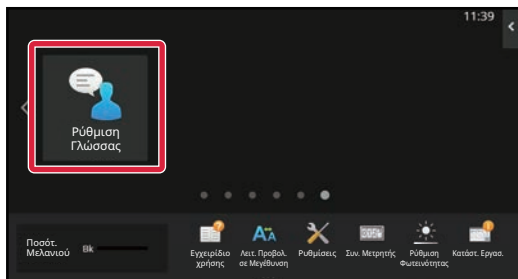 11:39
Ρύθμιση
Γλώσσας
Ποσότ.
Μελανιού
Bk
Εγχειρίδιο
χρήσης
Λειτ. Προβολ.
σε Μεγέθυνση
Ρυθμίσεις
Συν. Μετρητής
Ρύθμιση
Φωτεινότητας
Κατάστ. Εργασ.